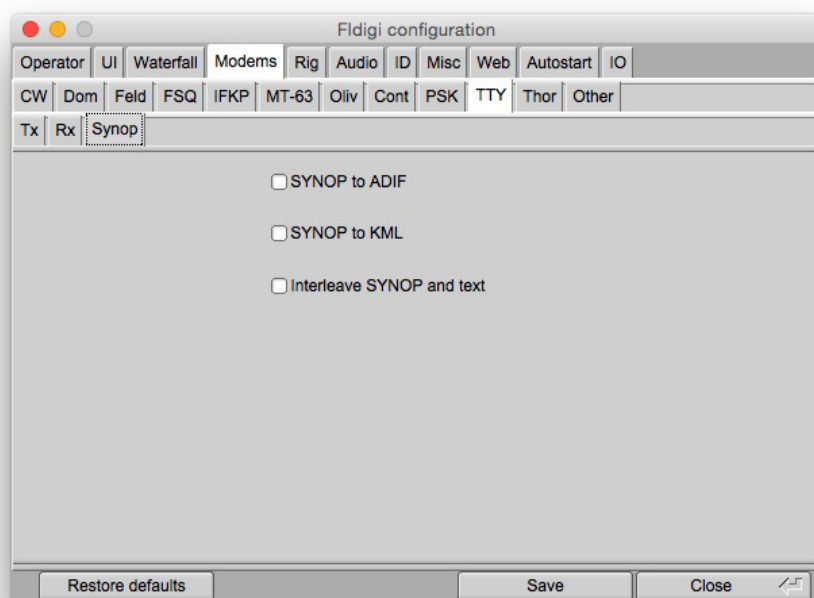 Fldigi configuration
Operator UI Waterfall Modems Rig Audio ID Misc Web Autostart IO
CW Dom Feld FSQ IFKP MT-63 Oliv Cont PSK TTY Thor Other
Tx Rx Synop
SYNOP to ADIF
SYNOP to KML
Interleave SYNOP and text
Restore defaults Save Close